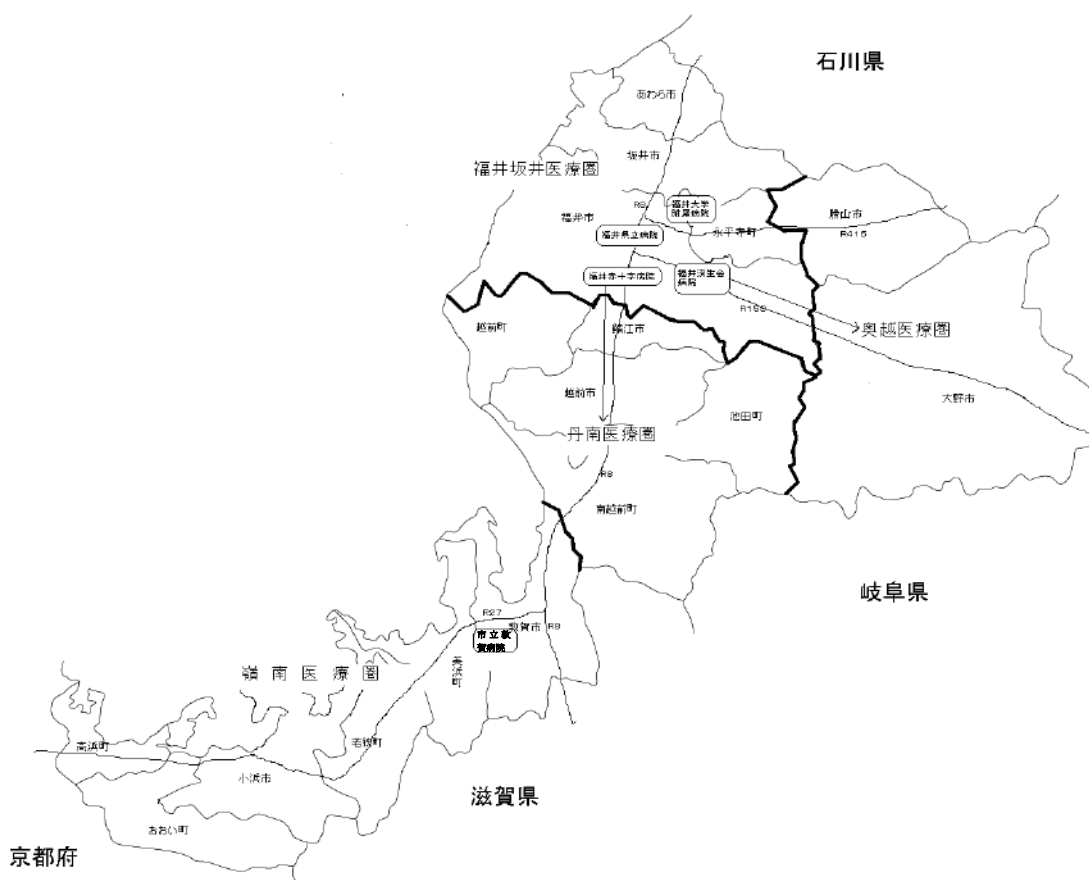 石川県
あわら市
坂井市
福井坂井医療圏
福井大学
附属病院
R8
勝山市
福井市
永平寺町
福井県立病院
R416
福井赤十字病院
福井済生会
病院
R158
奥越医療圏
越前町
鯖江市
越前市
大野市
池田町
丹南医療圏
R8
南越前町
岐阜県
R27
敦賀市
R8
市立敦
賀病院
美浜町
嶺南医療圏
若狭町
高浜町
小浜市
滋賀県
おおい町
京都府